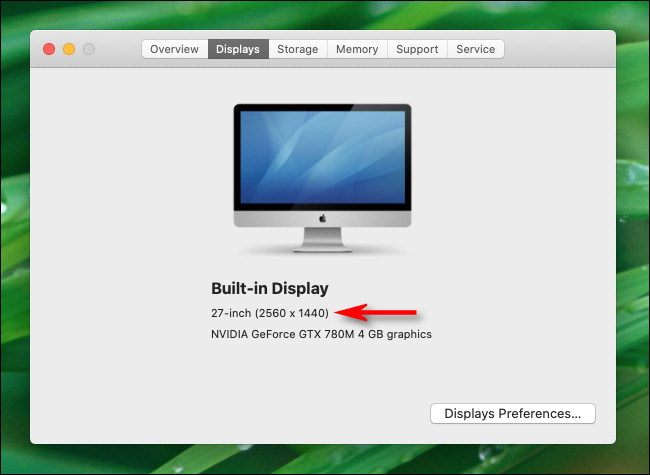 Overview Displays Storage Memory Support Service
Built-in Display
27-inch (2560 x 1440)
NVIDIA GeForce GTX 780M 4 GB graphics
Displays Preferences...